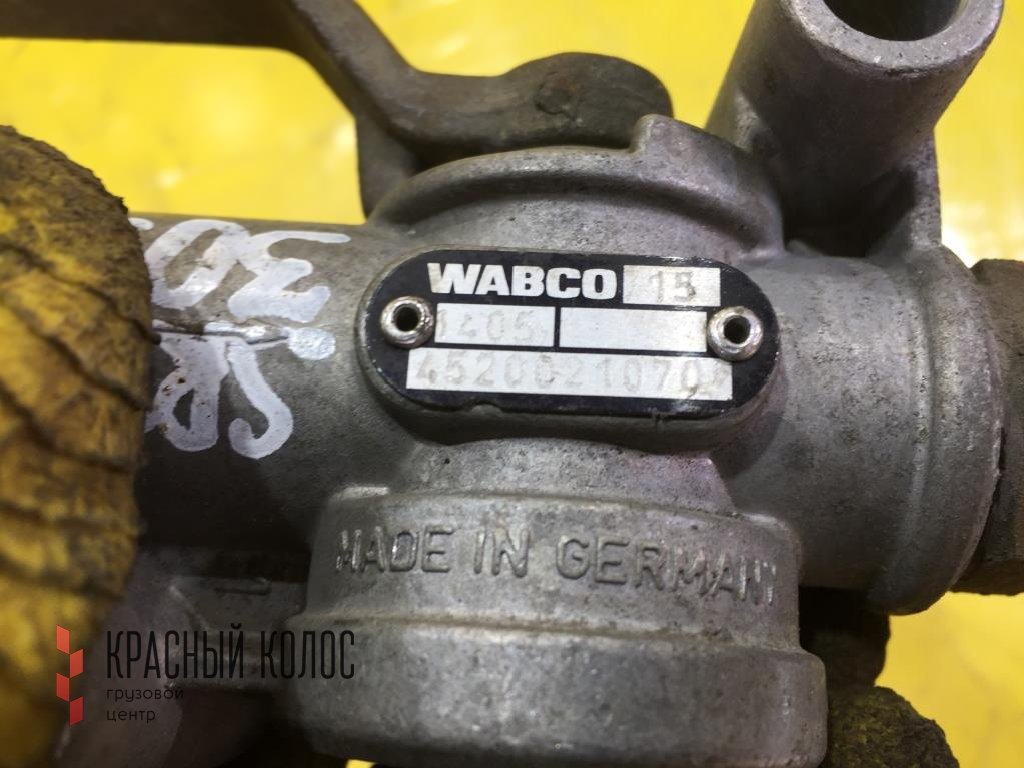 WABCO 15
1405
4520021070
MADE IN GERMANY
КРАСНЫЙ КОЛОС
грузовой
центр